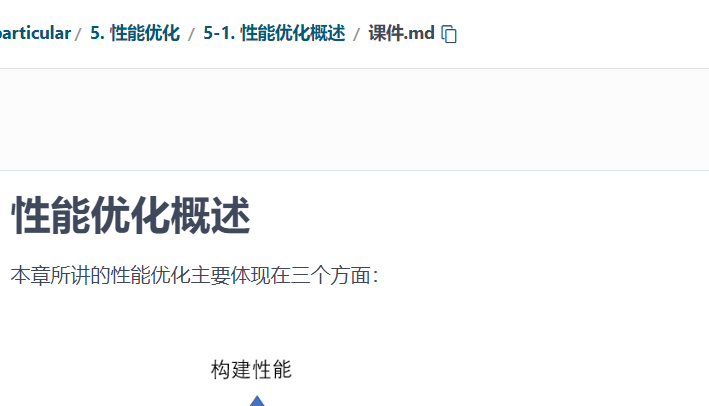 particular / 5. 性能优化 / 5-1. 性能优化概述 / 课件.md
性能优化概述
本章所讲的性能优化主要体现在三个方面：
构建性能